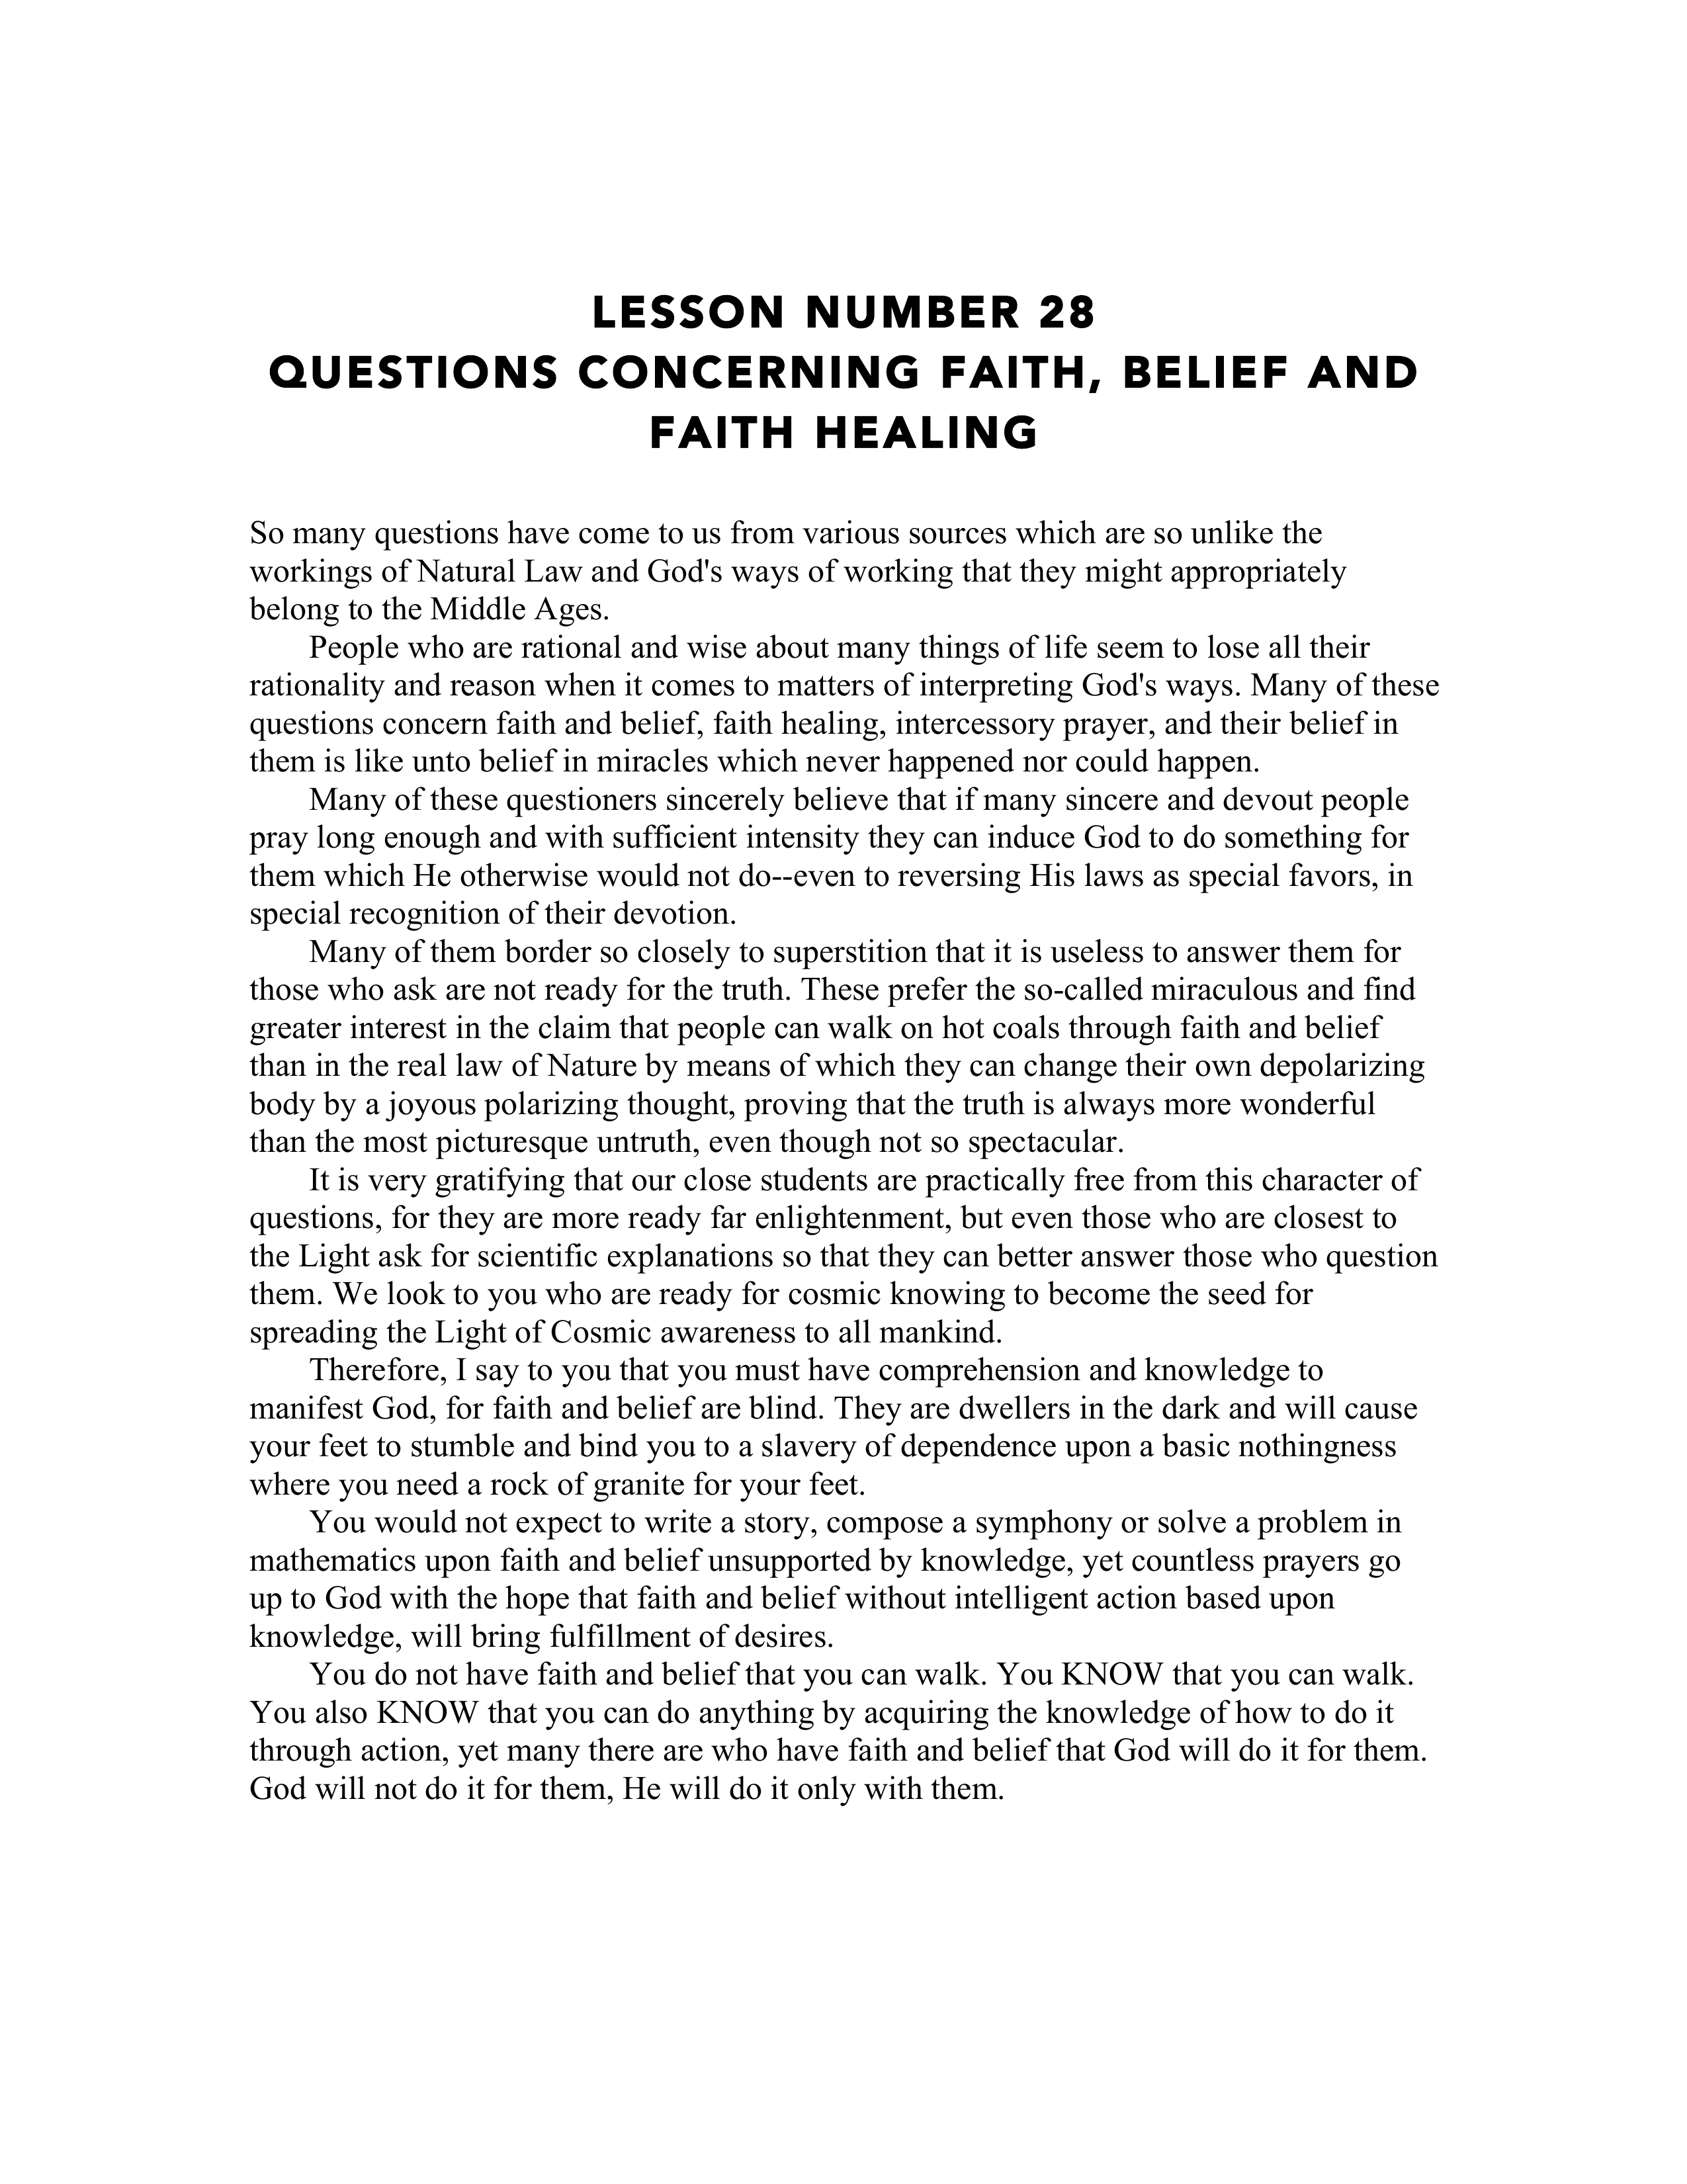 LESSON NUMBER 28
QUESTIONS CONCERNING FAITH, BELIEF AND
FAITH HEALING
So many questions have come to us from various sources which are so unlike the
workings of Natural Law and God's ways of working that they might appropriately
belong to the Middle Ages.
People who are rational and wise about many things of life seem to lose all their
rationality and reason when it comes to matters of interpreting God's ways. Many of these
questions concern faith and belief, faith healing, intercessory prayer, and their belief in
them is like unto belief in miracles which never happened nor could happen.
Many of these questioners sincerely believe that if many sincere and devout people
pray long enough and with sufficient intensity they can induce God to do something for
them which He otherwise would not do--even to reversing His laws as special favors, in
special recognition of their devotion.
Many of them border so closely to superstition that it is useless to answer them for
those who ask are not ready for the truth. These prefer the so-called miraculous and find
greater interest in the claim that people can walk on hot coals through faith and belief
than in the real law of Nature by means of which they can change their own depolarizing
body by a joyous polarizing thought, proving that the truth is always more wonderful
than the most picturesque untruth, even though not so spectacular.
It is very gratifying that our close students are practically free from this character of
questions, for they are more ready far enlightenment, but even those who are closest to
the Light ask for scientific explanations so that they can better answer those who question
them. We look to you who are ready for cosmic knowing to become the seed for
spreading the Light of Cosmic awareness to all mankind.
Therefore, I say to you that you must have comprehension and knowledge to
manifest God, for faith and belief are blind. They are dwellers in the dark and will cause
your feet to stumble and bind you to a slavery of dependence upon a basic nothingness
where you need a rock of granite for your feet.
You would not expect to write a story, compose a symphony or solve a problem in
mathematics upon faith and belief unsupported by knowledge, yet countless prayers go
up to God with the hope that faith and belief without intelligent action based upon
knowledge, will bring fulfillment of desires.
You do not have faith and belief that you can walk. You KNOW that you can walk.
You also KNOW that you can do anything by acquiring the knowledge of how to do it
through action, yet many there are who have faith and belief that God will do it for them.
God will not do it for them, He will do it only with them.